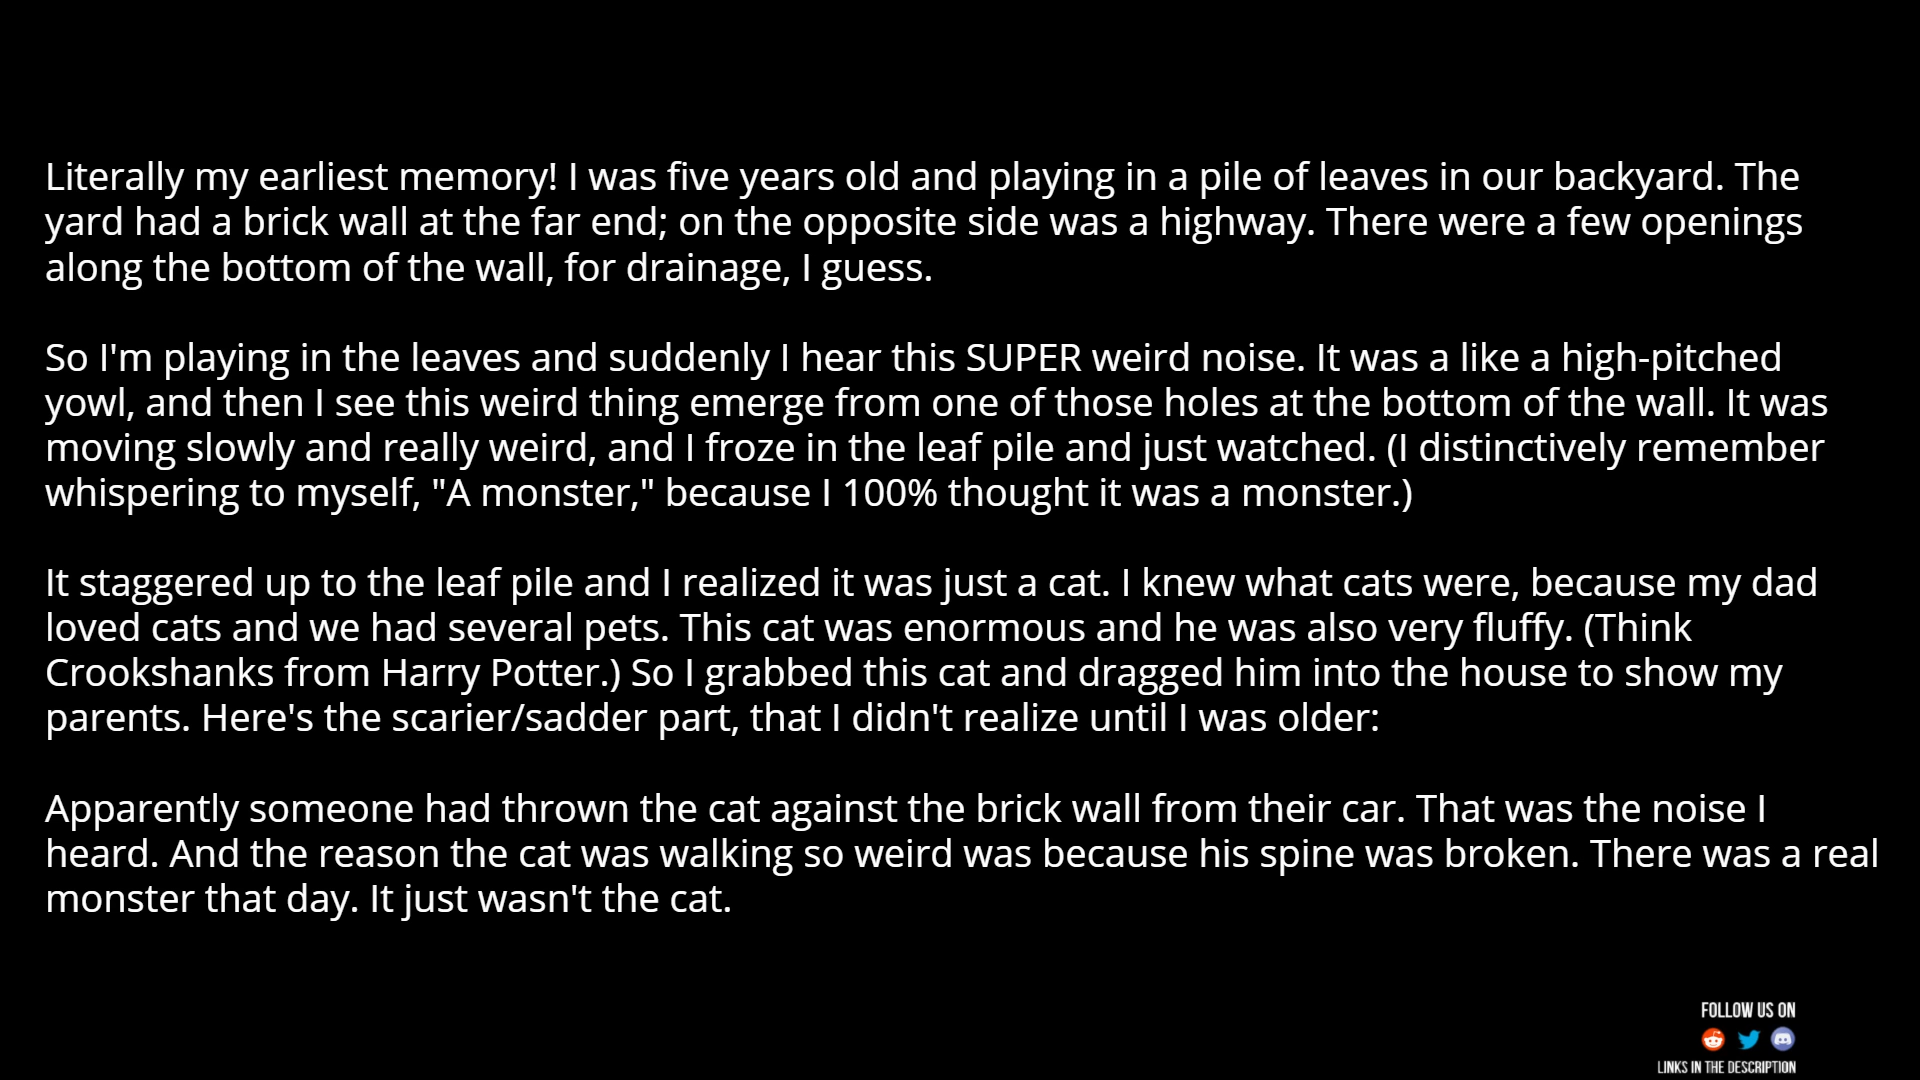 Literally my earliest memory! I was five years old and playing in a pile of leaves in our backyard. The
yard had a brick wall at the far end; on the opposite side was a highway. There were a few openings
along the bottom of the wall, for drainage, I guess.
So I'm playing in the leaves and suddenly I hear this SUPER weird noise. It was a like a high-pitched
yowl, and then I see this weird thing emerge from one of those holes at the bottom of the wall. It was
moving slowly and really weird, and I froze in the leaf pile and just watched. (I distinctively remember
whispering to myself, "A monster," because I 100% thought it was a monster.)
It staggered up to the leaf pile and I realized it was just a cat. I knew what cats were, because my dad
loved cats and we had several pets. This cat was enormous and he was also very fluffy. (Think
Crookshanks from Harry Potter.) So I grabbed this cat and dragged him into the house to show my
parents. Here's the scarier/sadder part, that I didn't realize until I was older:
Apparently someone had thrown the cat against the brick wall from their car. That was the noise I
heard. And the reason the cat was walking so weird was because his spine was broken. There was a real
monster that day. It just wasn't the cat.
FOLLOW US ON
LINKS IN THE DESCRIPTION